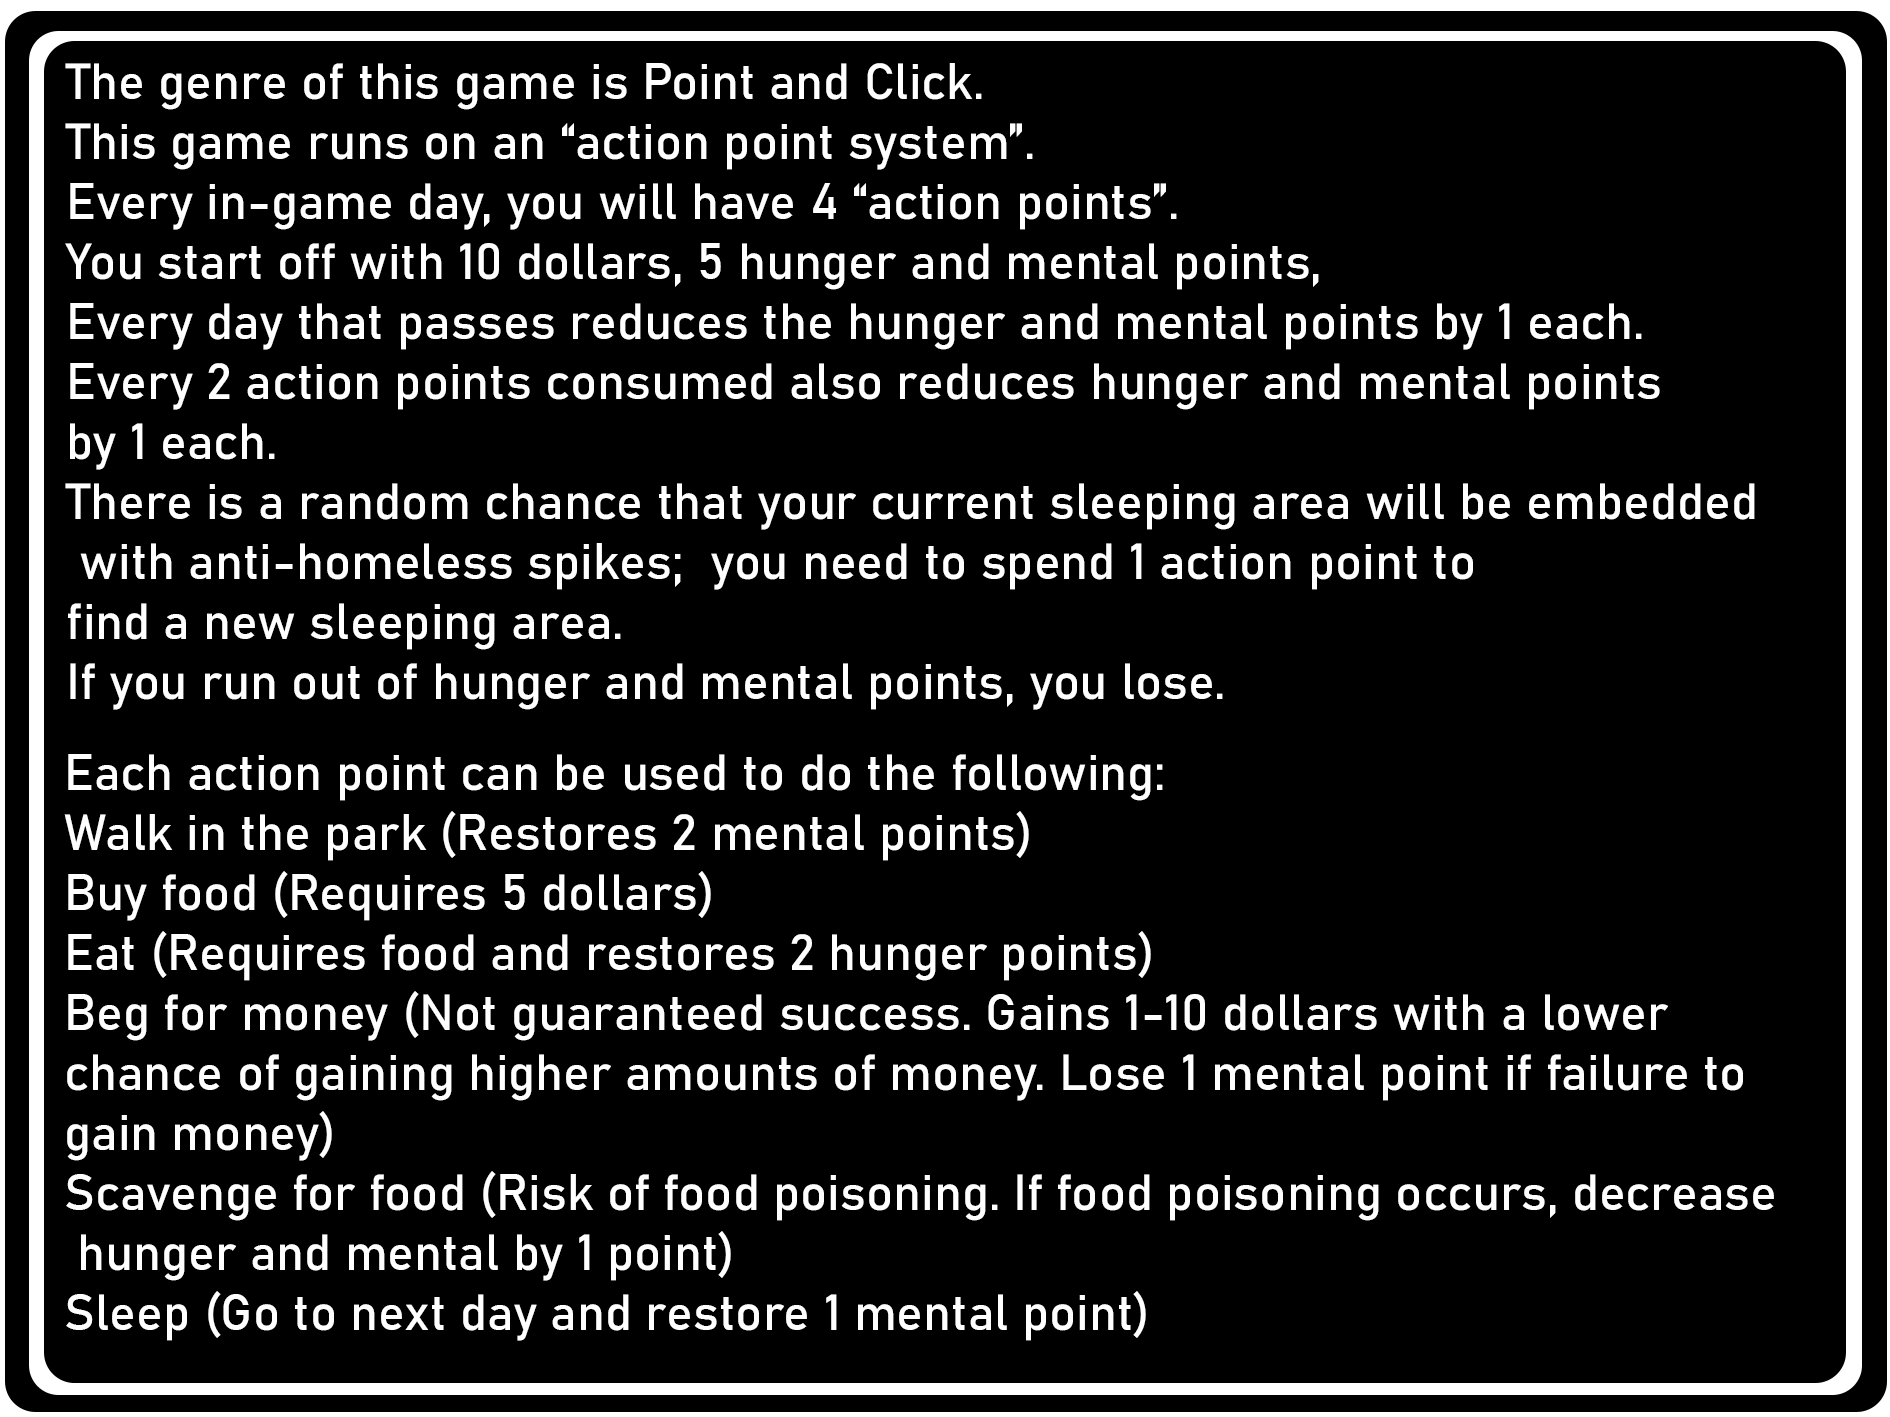 The genre of this game is Point and Click.
This game runs on an “action point system”.
Every in-game day, you will have 4 “action points”.
You start off with 10 dollars, 5 hunger and mental points,
Every day that passes reduces the hunger and mental points by 1 each.
Every 2 action points consumed also reduces hunger and mental points
by 1 each.
There is a random chance that your current sleeping area will be embedded
with anti-homeless spikes;  you need to spend 1 action point to
find a new sleeping area.
If you run out of hunger and mental points, you lose.
Each action point can be used to do the following:
Walk in the park (Restores 2 mental points)
Buy food (Requires 5 dollars)
Eat (Requires food and restores 2 hunger points)
Beg for money (Not guaranteed success. Gains 1-10 dollars with a lower
chance of gaining higher amounts of money. Lose 1 mental point if failure to
gain money)
Scavenge for food (Risk of food poisoning. If food poisoning occurs, decrease
hunger and mental by 1 point)
Sleep (Go to next day and restore 1 mental point)